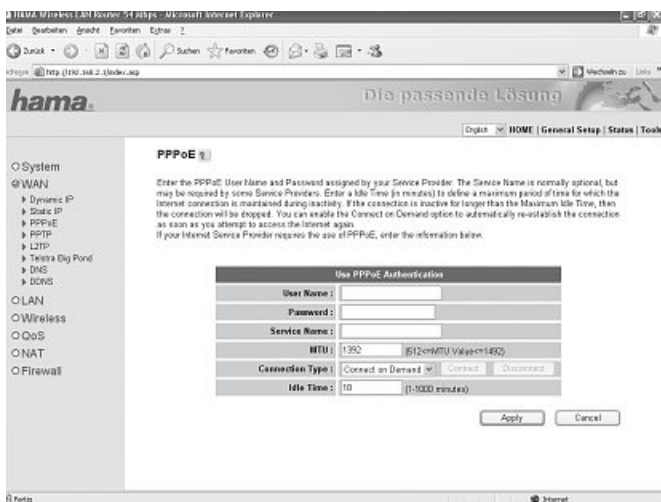 HAMA Wireless LAN Router 54 Mbps - Microsoft Internet Explorer
Datei Bearbeiten Ansicht Favoriten Extras ?
Zurück Suchen Favoriten
http://192.168.2.1/index.asp Wechseln zu Links
hama. Die passende Lösung
English HOME | General Setup | Status | Tools
System
WAN
Dynamic IP
Static IP
PPPoE
PPTP
L2TP
Telstra Big Pond
DNS
DDNS
LAN
Wireless
QoS
NAT
Firewall
PPPoE ?
Enter the PPPoE User Name and Password assigned by your Service Provider. The Service Name is normally optional, but
may be required by some Service Providers. Enter a Idle Time (in minutes) to define a maximum period of time for which the
Internet connection is maintained during inactivity. If the connection is inactive for longer than the Maximum Idle Time, then
the connection will be dropped. You can enable the Connect on Demand option to automatically re-establish the connection
as soon as you attempt to access the Internet again.
If your Internet Service Provider requires the use of PPPoE, enter the information below.
Use PPPoE Authentication
User Name :
Password :
Service Name :
MTU : 1392 (512<=MTU Value<=1492)
Connection Type : Connect on Demand Connect Disconnect
Idle Time : 10 (1-1000 minutes)
Apply Cancel
Fertig Internet